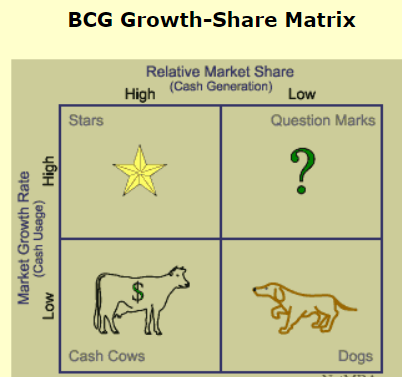 BCG Growth-Share Matrix
Relative Market Share
(Cash Generation)
High
Low
Market Growth Rate
(Cash Usage)
High
Low
Stars
Question Marks
?
$
Cash Cows
Dogs